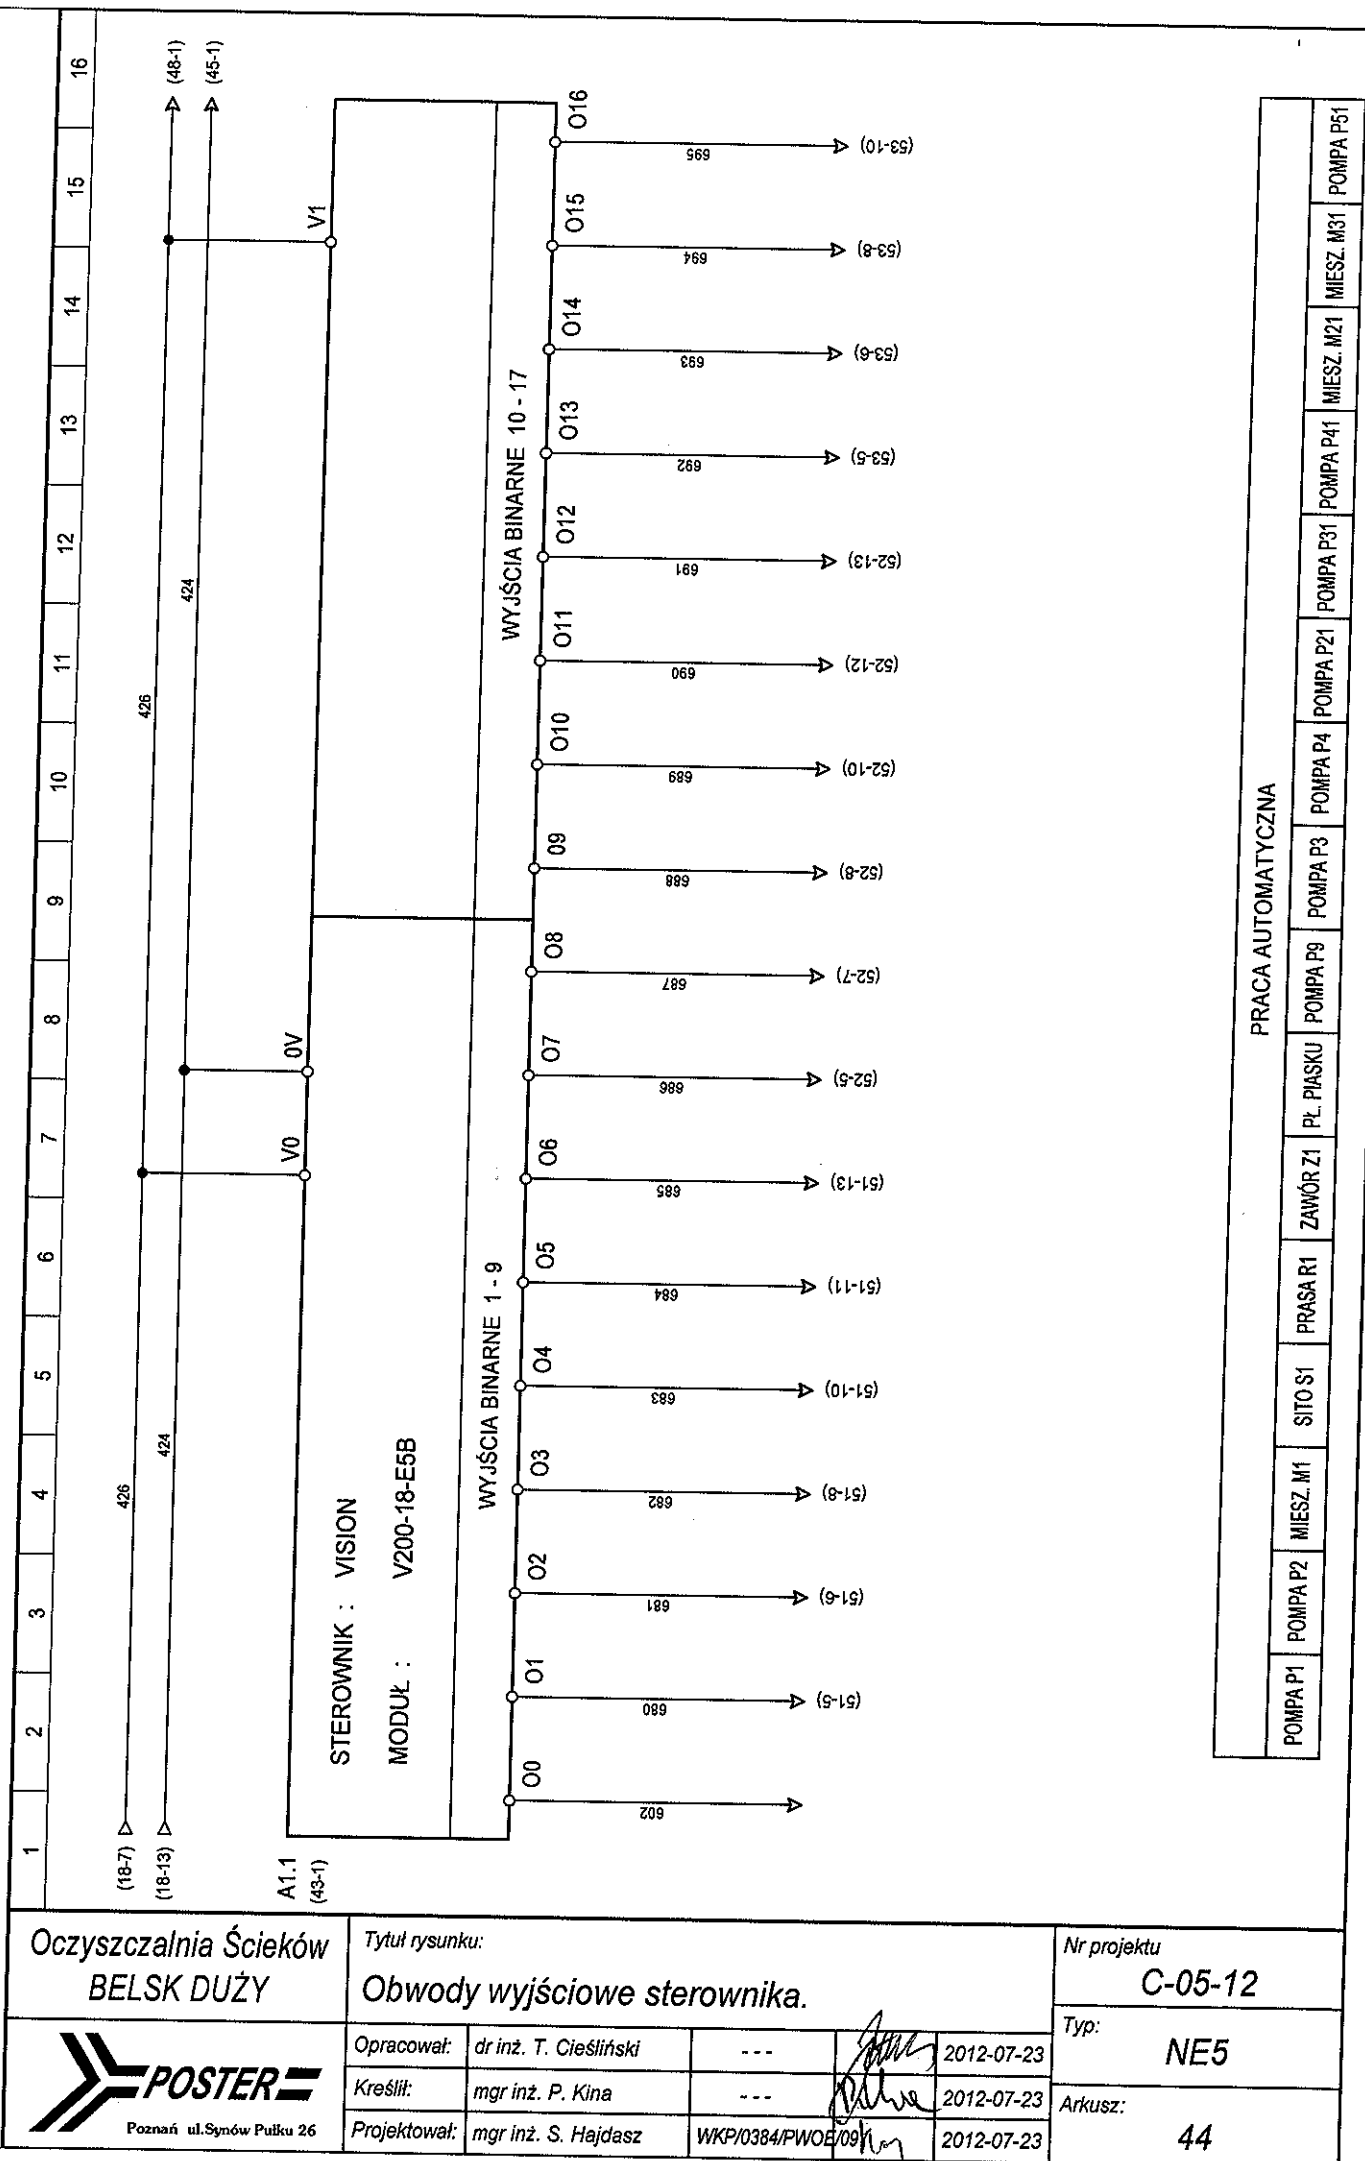 1 2 3 4 5 6 7 8 9 10 11 12 13 14 15 16
(18-7) 426 426 (48-1)
(18-13) 424 424 (45-1)
A1.1
(43-1)
V0 0V V1
STEROWNIK : VISION
MODUŁ : V200-18-E5B
WYJŚCIA BINARNE 1 - 9 WYJŚCIA BINARNE 10 - 17
O0 O1 O2 O3 O4 O5 O6 O7 O8 09 O10 O11 O12 O13 O14 O15 O16
602 680 681 682 683 684 685 686 687 688 689 690 691 692 693 694 695
(51-5) (51-6) (51-8) (51-10) (51-11) (51-13) (52-5) (52-7) (52-8) (52-10) (52-12) (52-13) (53-5) (53-6) (53-8) (53-10)
PRACA AUTOMATYCZNA
POMPA P1 POMPA P2 MIESZ. M1 SITO S1 PRASA R1 ZAWÓR Z1 PŁ. PIASKU POMPA P9 POMPA P3 POMPA P4 POMPA P21 POMPA P31 POMPA P41 MIESZ. M21 MIESZ. M31 POMPA P51
Oczyszczalnia Ścieków
BELSK DUŻY
Tytuł rysunku:
Obwody wyjściowe sterownika.
Nr projektu
C-05-12
Typ:
NE5
Arkusz:
44
POSTER
Poznań ul.Synów Pułku 26
Opracował: dr inż. T. Cieśliński - - - 2012-07-23
Kreślił: mgr inż. P. Kina - - - 2012-07-23
Projektował: mgr inż. S. Hajdasz WKP/0384/PWOE/09 2012-07-23